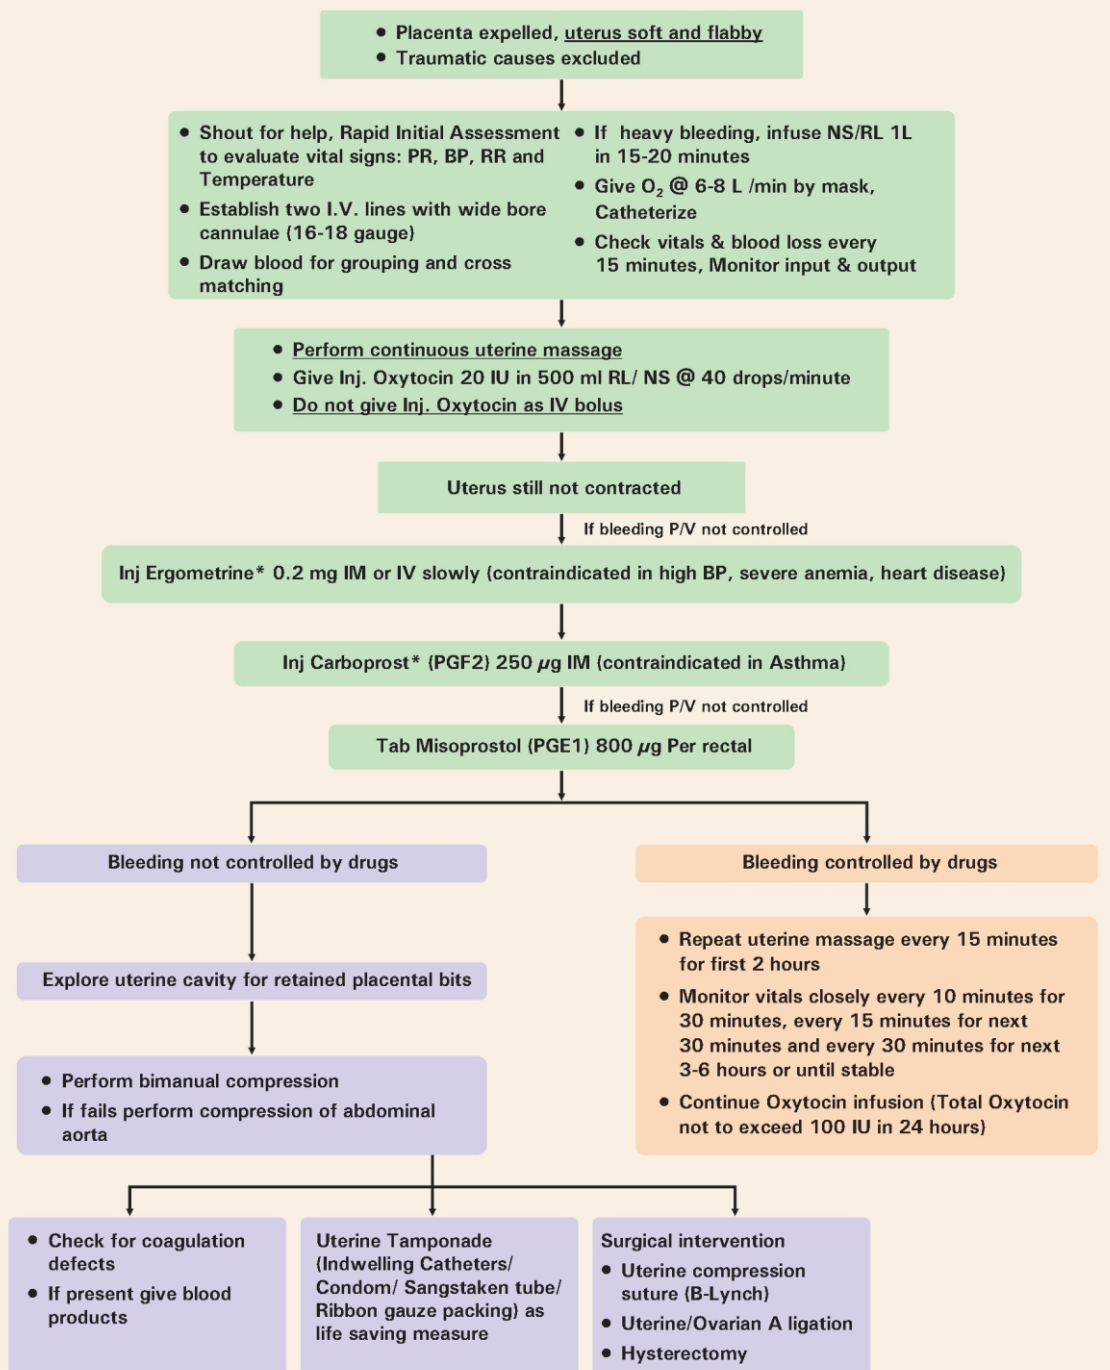 • Placenta expelled, uterus soft and flabby
• Traumatic causes excluded
• Shout for help, Rapid Initial Assessment
to evaluate vital signs: PR, BP, RR and
Temperature
• Establish two I.V. lines with wide bore
cannulae (16-18 gauge)
• Draw blood for grouping and cross
matching
• If heavy bleeding, infuse NS/RL 1L
in 15-20 minutes
• Give O2 @ 6-8 L /min by mask,
Catheterize
• Check vitals & blood loss every
15 minutes, Monitor input & output
• Perform continuous uterine massage
• Give Inj. Oxytocin 20 IU in 500 ml RL/ NS @ 40 drops/minute
• Do not give Inj. Oxytocin as IV bolus
Uterus still not contracted
If bleeding P/V not controlled
Inj Ergometrine* 0.2 mg IM or IV slowly (contraindicated in high BP, severe anemia, heart disease)
Inj Carboprost* (PGF2) 250 µg IM (contraindicated in Asthma)
If bleeding P/V not controlled
Tab Misoprostol (PGE1) 800 µg Per rectal
Bleeding not controlled by drugs
Explore uterine cavity for retained placental bits
• Perform bimanual compression
• If fails perform compression of abdominal
aorta
Bleeding controlled by drugs
• Repeat uterine massage every 15 minutes
for first 2 hours
• Monitor vitals closely every 10 minutes for
30 minutes, every 15 minutes for next
30 minutes and every 30 minutes for next
3-6 hours or until stable
• Continue Oxytocin infusion (Total Oxytocin
not to exceed 100 IU in 24 hours)
• Check for coagulation
defects
• If present give blood
products
Uterine Tamponade
(Indwelling Catheters/
Condom/ Sangstaken tube/
Ribbon gauze packing) as
life saving measure
Surgical intervention
• Uterine compression
suture (B-Lynch)
• Uterine/Ovarian A ligation
• Hysterectomy